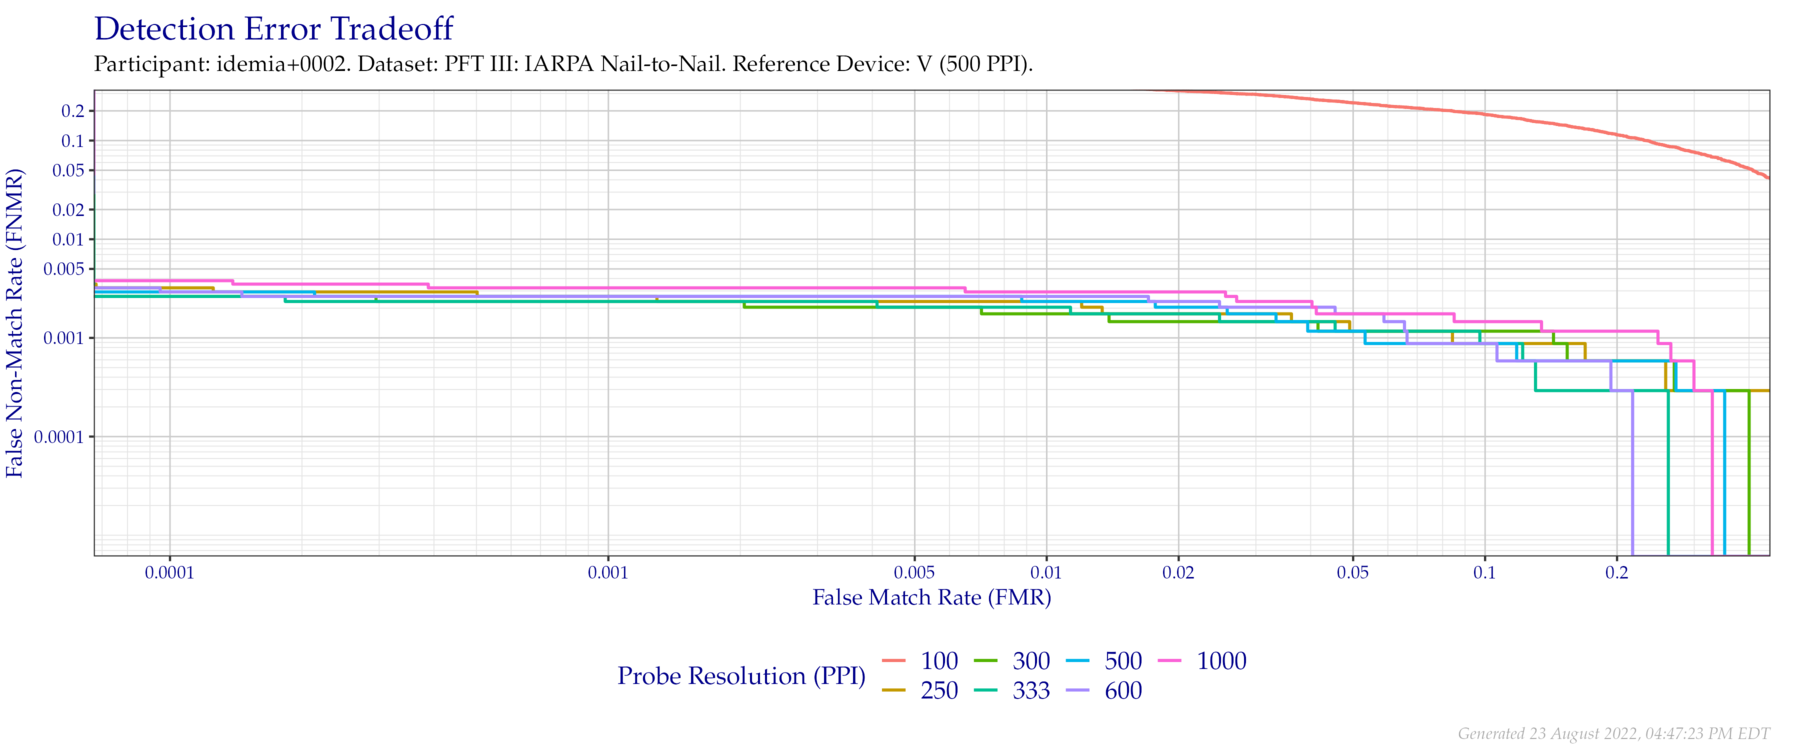 Detection Error Tradeoff
Participant: idemia+0002. Dataset: PFT III: IARPA Nail-to-Nail. Reference Device: V (500 PPI).
False Non-Match Rate (FNMR)
0.2
0.1
0.05
0.02
0.01
0.005
0.001
0.0001
0.0001 0.001 0.005 0.01 0.02 0.05 0.1 0.2
False Match Rate (FMR)
Probe Resolution (PPI)
100 300 500 1000
250 333 600
Generated 23 August 2022, 04:47:23 PM EDT